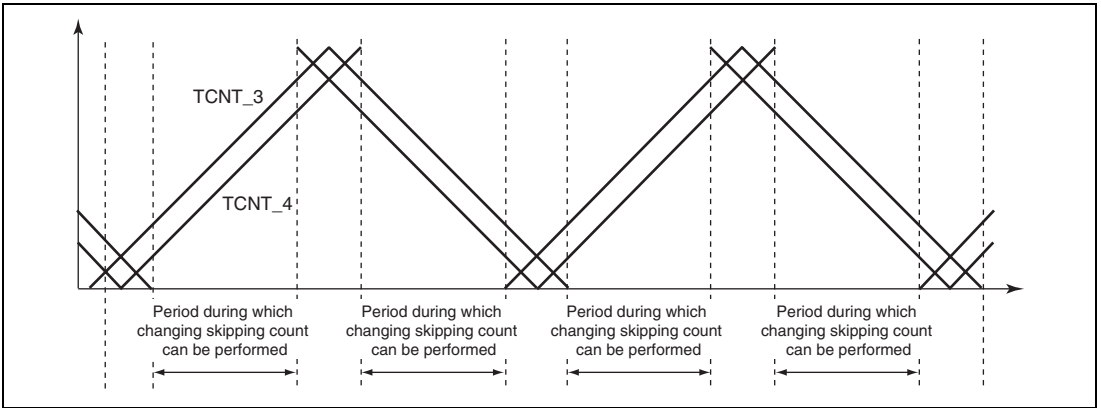 TCNT_3
TCNT_4
Period during which
changing skipping count
can be performed
Period during which
changing skipping count
can be performed
Period during which
changing skipping count
can be performed
Period during which
changing skipping count
can be performed